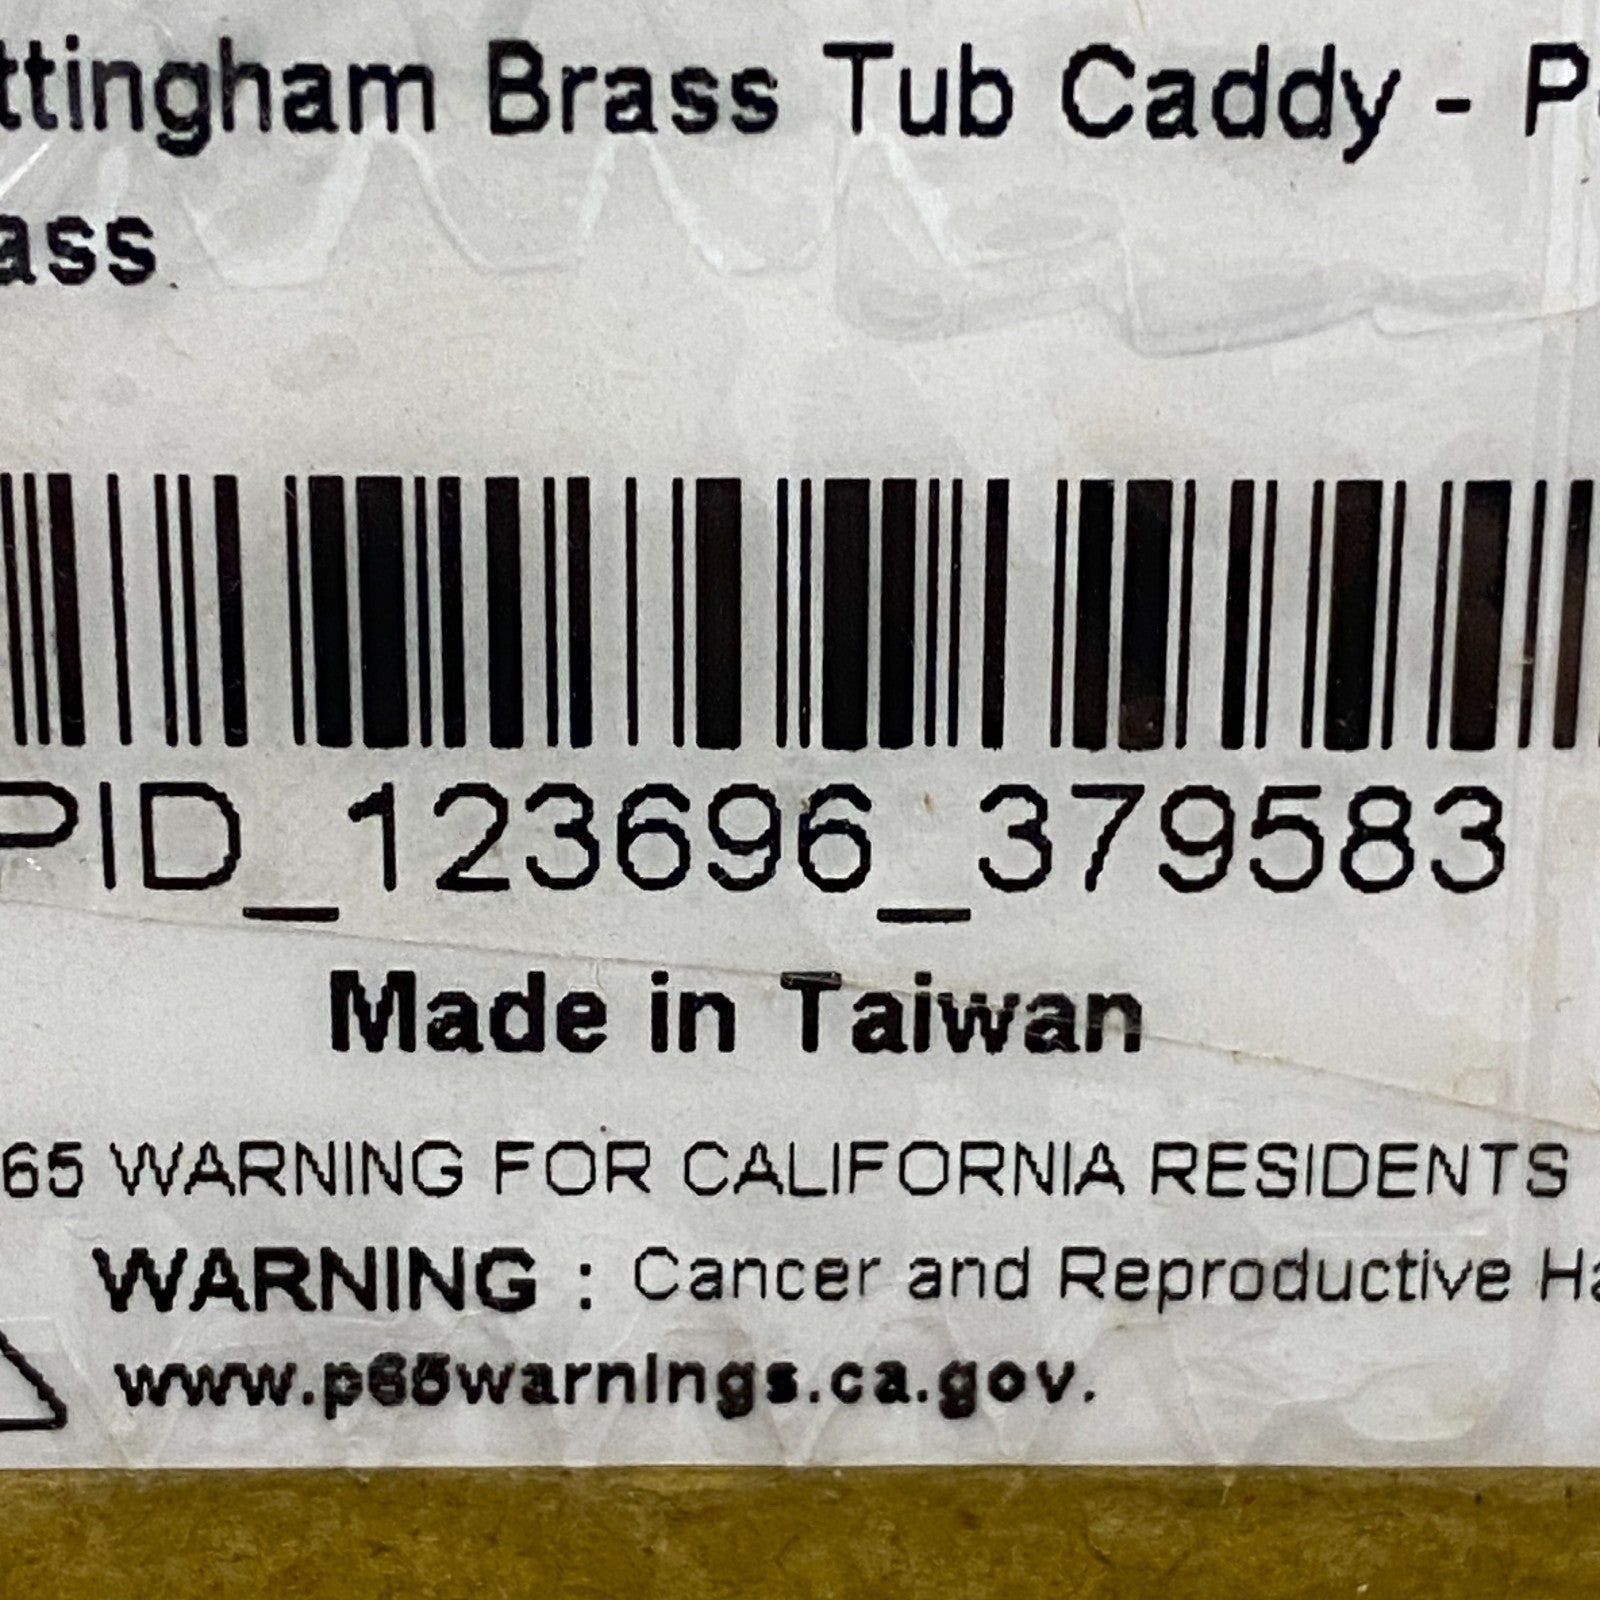 ttingham Brass Tub Caddy - P
ass
PID_123696_379583
Made in Taiwan
65 WARNING FOR CALIFORNIA RESIDENTS
WARNING : Cancer and Reproductive Ha
www.p65warnings.ca.gov.